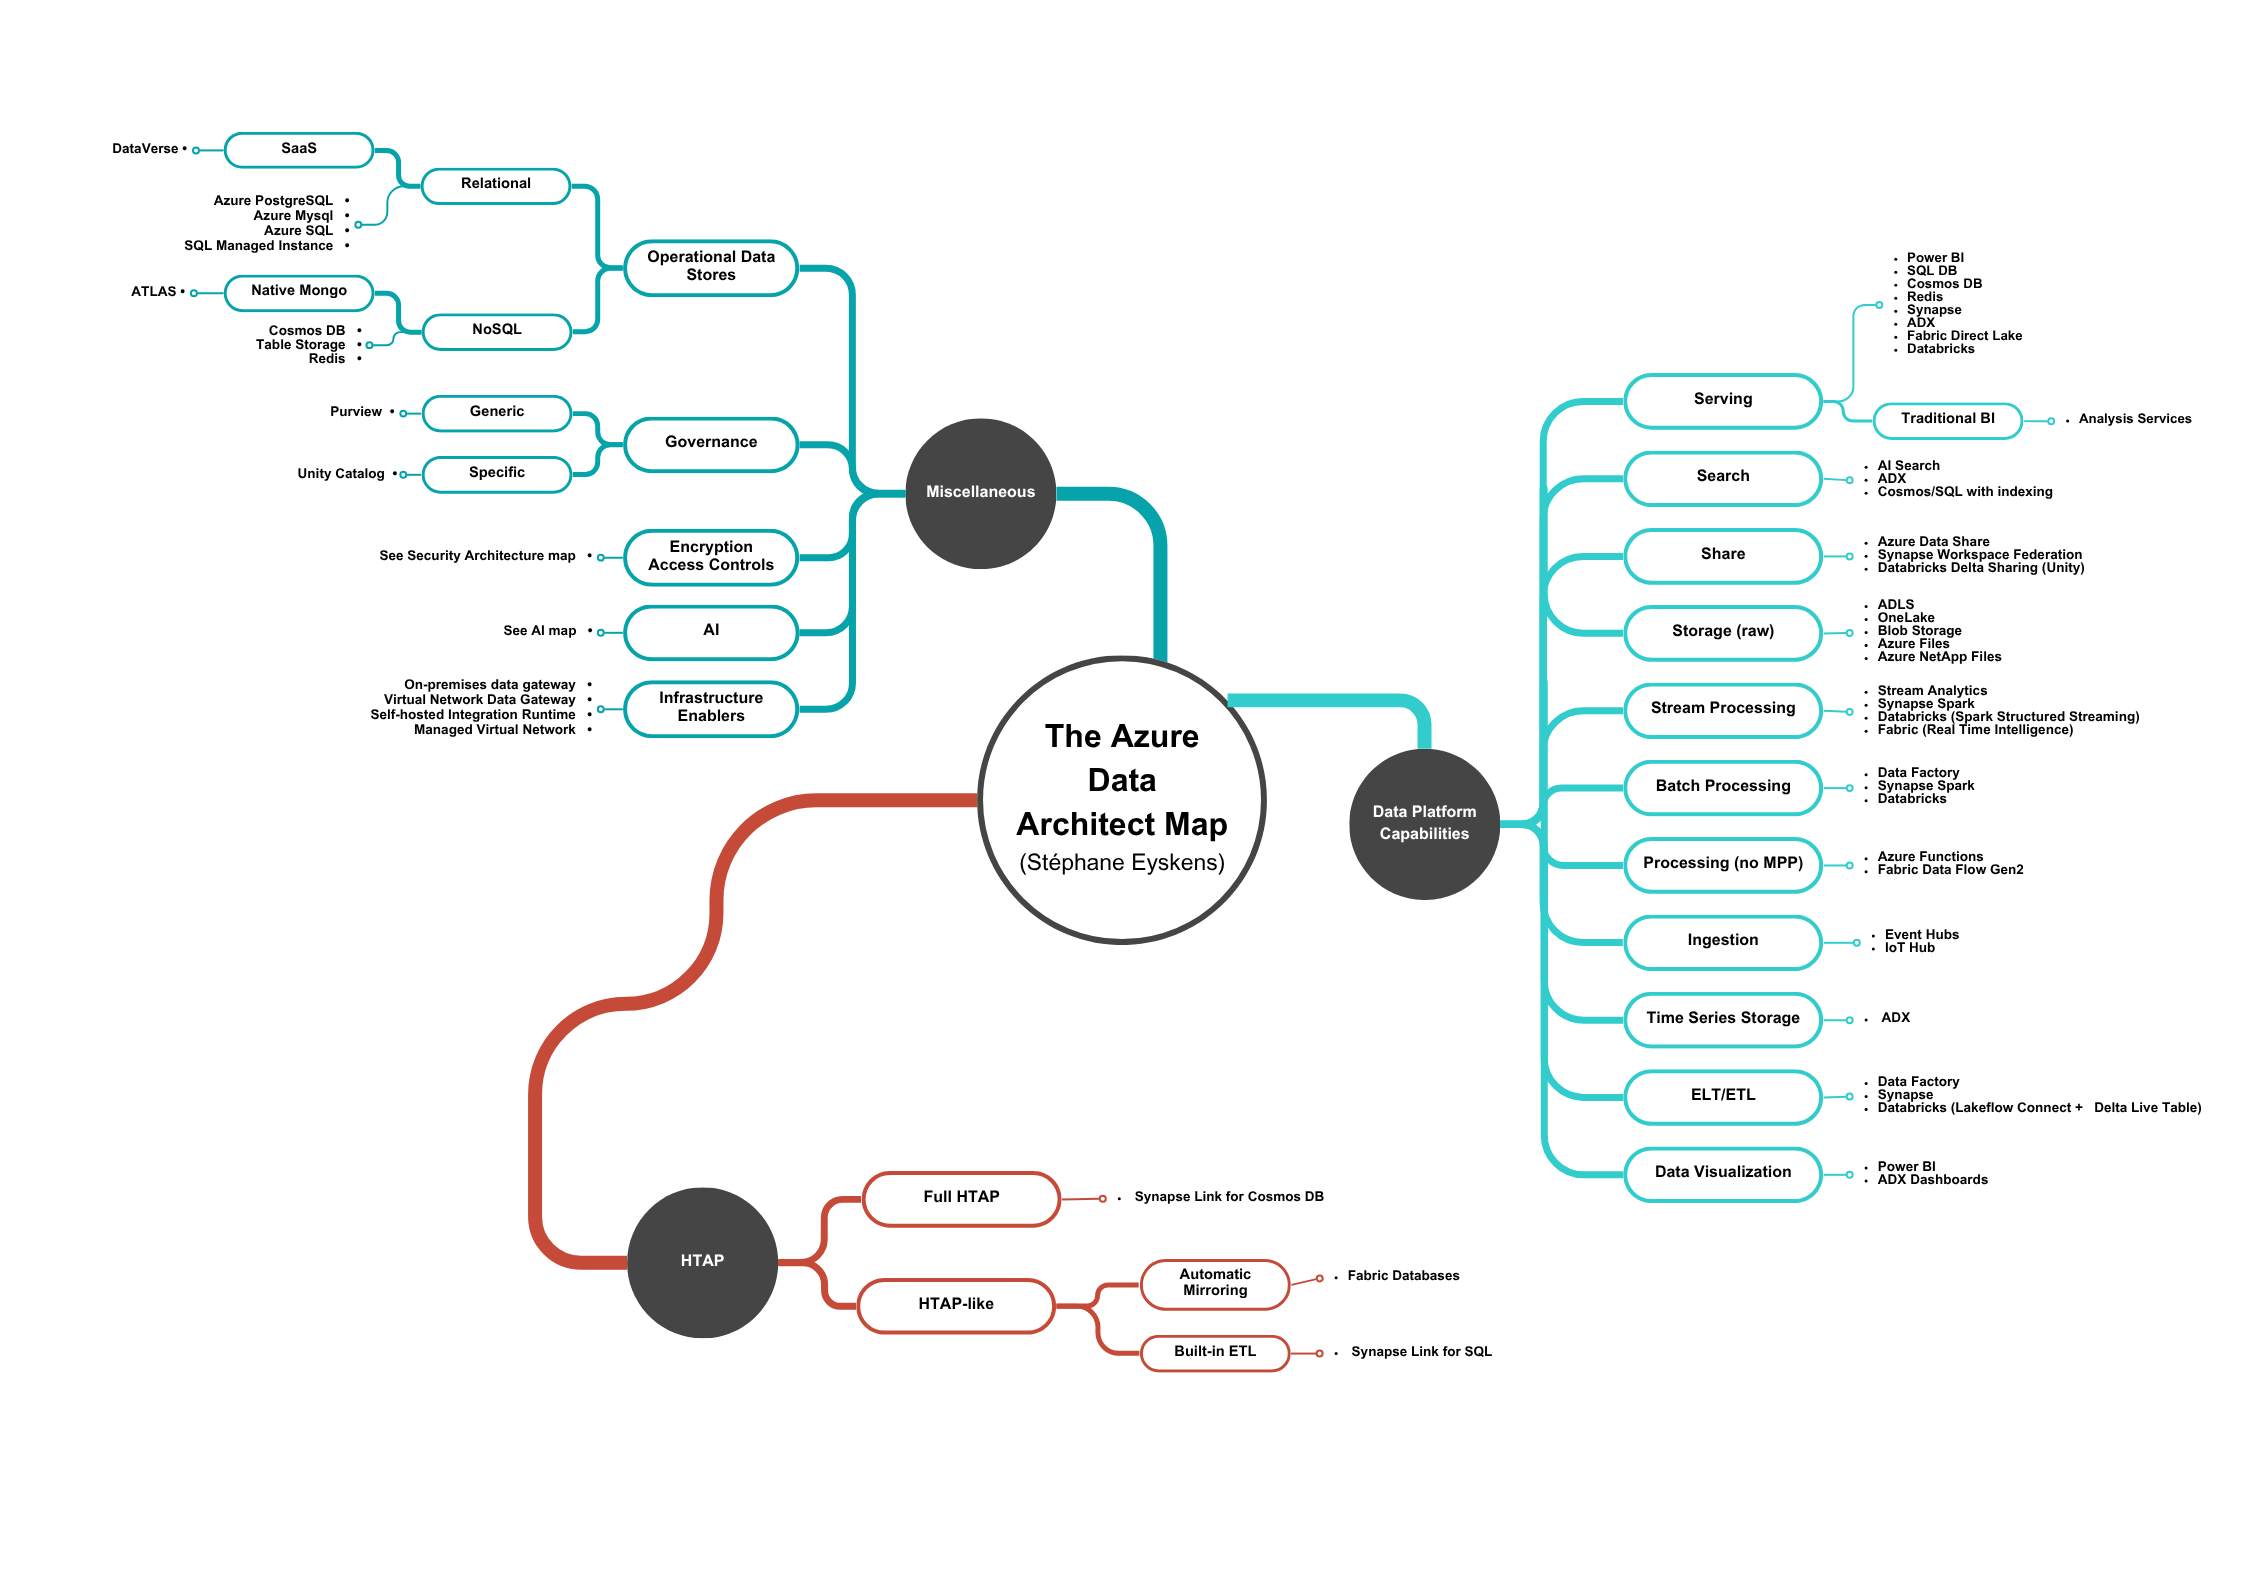 DataVerse •
SaaS
Relational
Azure PostgreSQL •
Azure Mysql •
Azure SQL •
SQL Managed Instance •
Operational Data
Stores
ATLAS •
Native Mongo
NoSQL
Cosmos DB •
Table Storage •
Redis •
Purview •
Generic
Governance
Unity Catalog •
Specific
Miscellaneous
See Security Architecture map •
Encryption
Access Controls
See AI map •
AI
On-premises data gateway •
Virtual Network Data Gateway •
Self-hosted Integration Runtime •
Managed Virtual Network •
Infrastructure
Enablers
The Azure
Data
Architect Map
(Stéphane Eyskens)
Data Platform
Capabilities
• Power BI
• SQL DB
• Cosmos DB
• Redis
• Synapse
• ADX
• Fabric Direct Lake
• Databricks
Serving
Traditional BI
• Analysis Services
Search
• AI Search
• ADX
• Cosmos/SQL with indexing
Share
• Azure Data Share
• Synapse Workspace Federation
• Databricks Delta Sharing (Unity)
Storage (raw)
• ADLS
• OneLake
• Blob Storage
• Azure Files
• Azure NetApp Files
Stream Processing
• Stream Analytics
• Synapse Spark
• Databricks (Spark Structured Streaming)
• Fabric (Real Time Intelligence)
Batch Processing
• Data Factory
• Synapse Spark
• Databricks
Processing (no MPP)
• Azure Functions
• Fabric Data Flow Gen2
Ingestion
• Event Hubs
• IoT Hub
Time Series Storage
• ADX
ELT/ETL
• Data Factory
• Synapse
• Databricks (Lakeflow Connect + Delta Live Table)
Data Visualization
• Power BI
• ADX Dashboards
HTAP
Full HTAP
• Synapse Link for Cosmos DB
HTAP-like
Automatic
Mirroring
• Fabric Databases
Built-in ETL
• Synapse Link for SQL